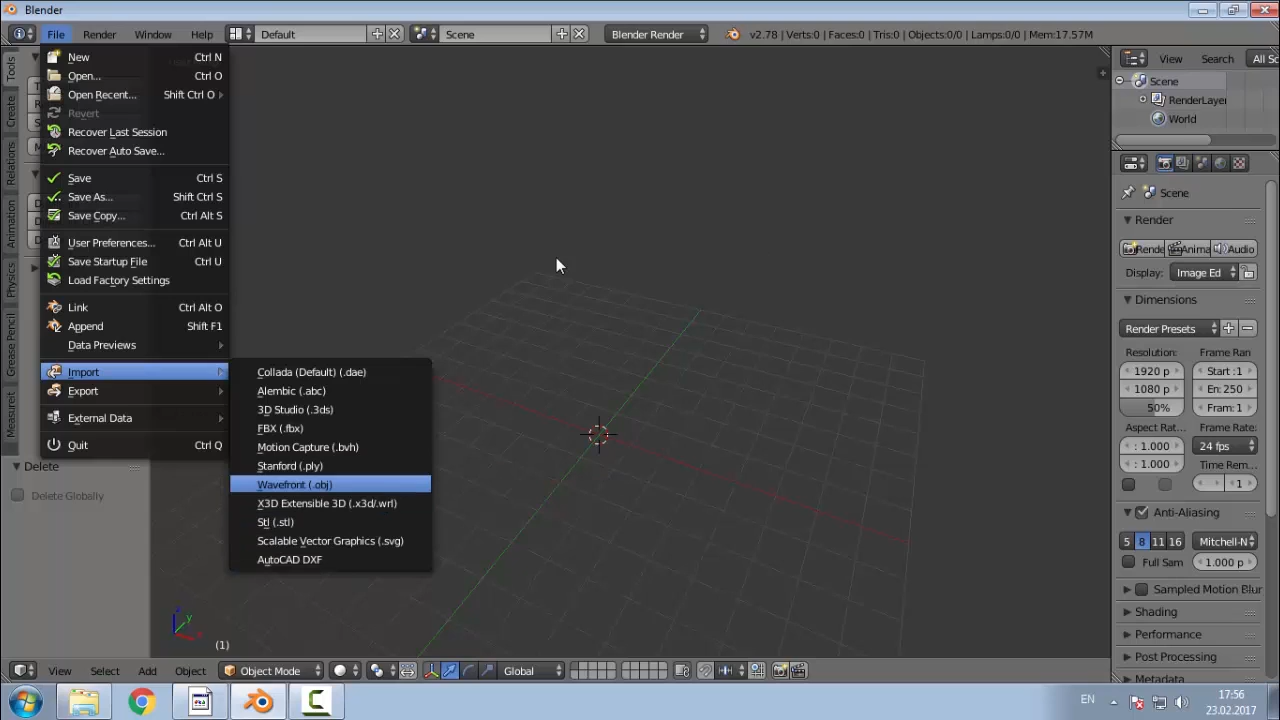 Blender
File Render Window Help Default Scene Blender Render v2.78 | Verts:0 | Faces:0 | Tris:0 | Objects:0/0 | Lamps:0/0 | Mem:17.57M
New Ctrl N
Open... Ctrl O
Open Recent... Shift Ctrl O
Revert
Recover Last Session
Recover Auto Save...
Save Ctrl S
Save As... Shift Ctrl S
Save Copy... Ctrl Alt S
User Preferences... Ctrl Alt U
Save Startup File Ctrl U
Load Factory Settings
Link Ctrl Alt O
Append Shift F1
Data Previews
Import
Export
External Data
Quit Ctrl Q
Collada (Default) (.dae)
Alembic (.abc)
3D Studio (.3ds)
FBX (.fbx)
Motion Capture (.bvh)
Stanford (.ply)
Wavefront (.obj)
X3D Extensible 3D (.x3d/.wrl)
Stl (.stl)
Scalable Vector Graphics (.svg)
AutoCAD DXF
Tools
Create
Relations
Animation
Physics
Grease Pencil
Measureit
Delete
Delete Globally
(1)
z
y
x
View Search All Sc
Scene
RenderLayer
World
Scene
Render
Rende Anima Audio
Display: Image Ed
Dimensions
Render Presets
Resolution: Frame Ran
1920 p Start :1
1080 p En: 250
50% Fram: 1
Aspect Rat... Frame Rate:
: 1.000 24 fps
: 1.000 Time Rem...
1
Anti-Aliasing
5 8 11 16 Mitchell-N
Full Sam 1.000 p
Sampled Motion Blur
Shading
Performance
Post Processing
Metadata
View Select Add Object Object Mode Global
EN 17:56
23.02.2017